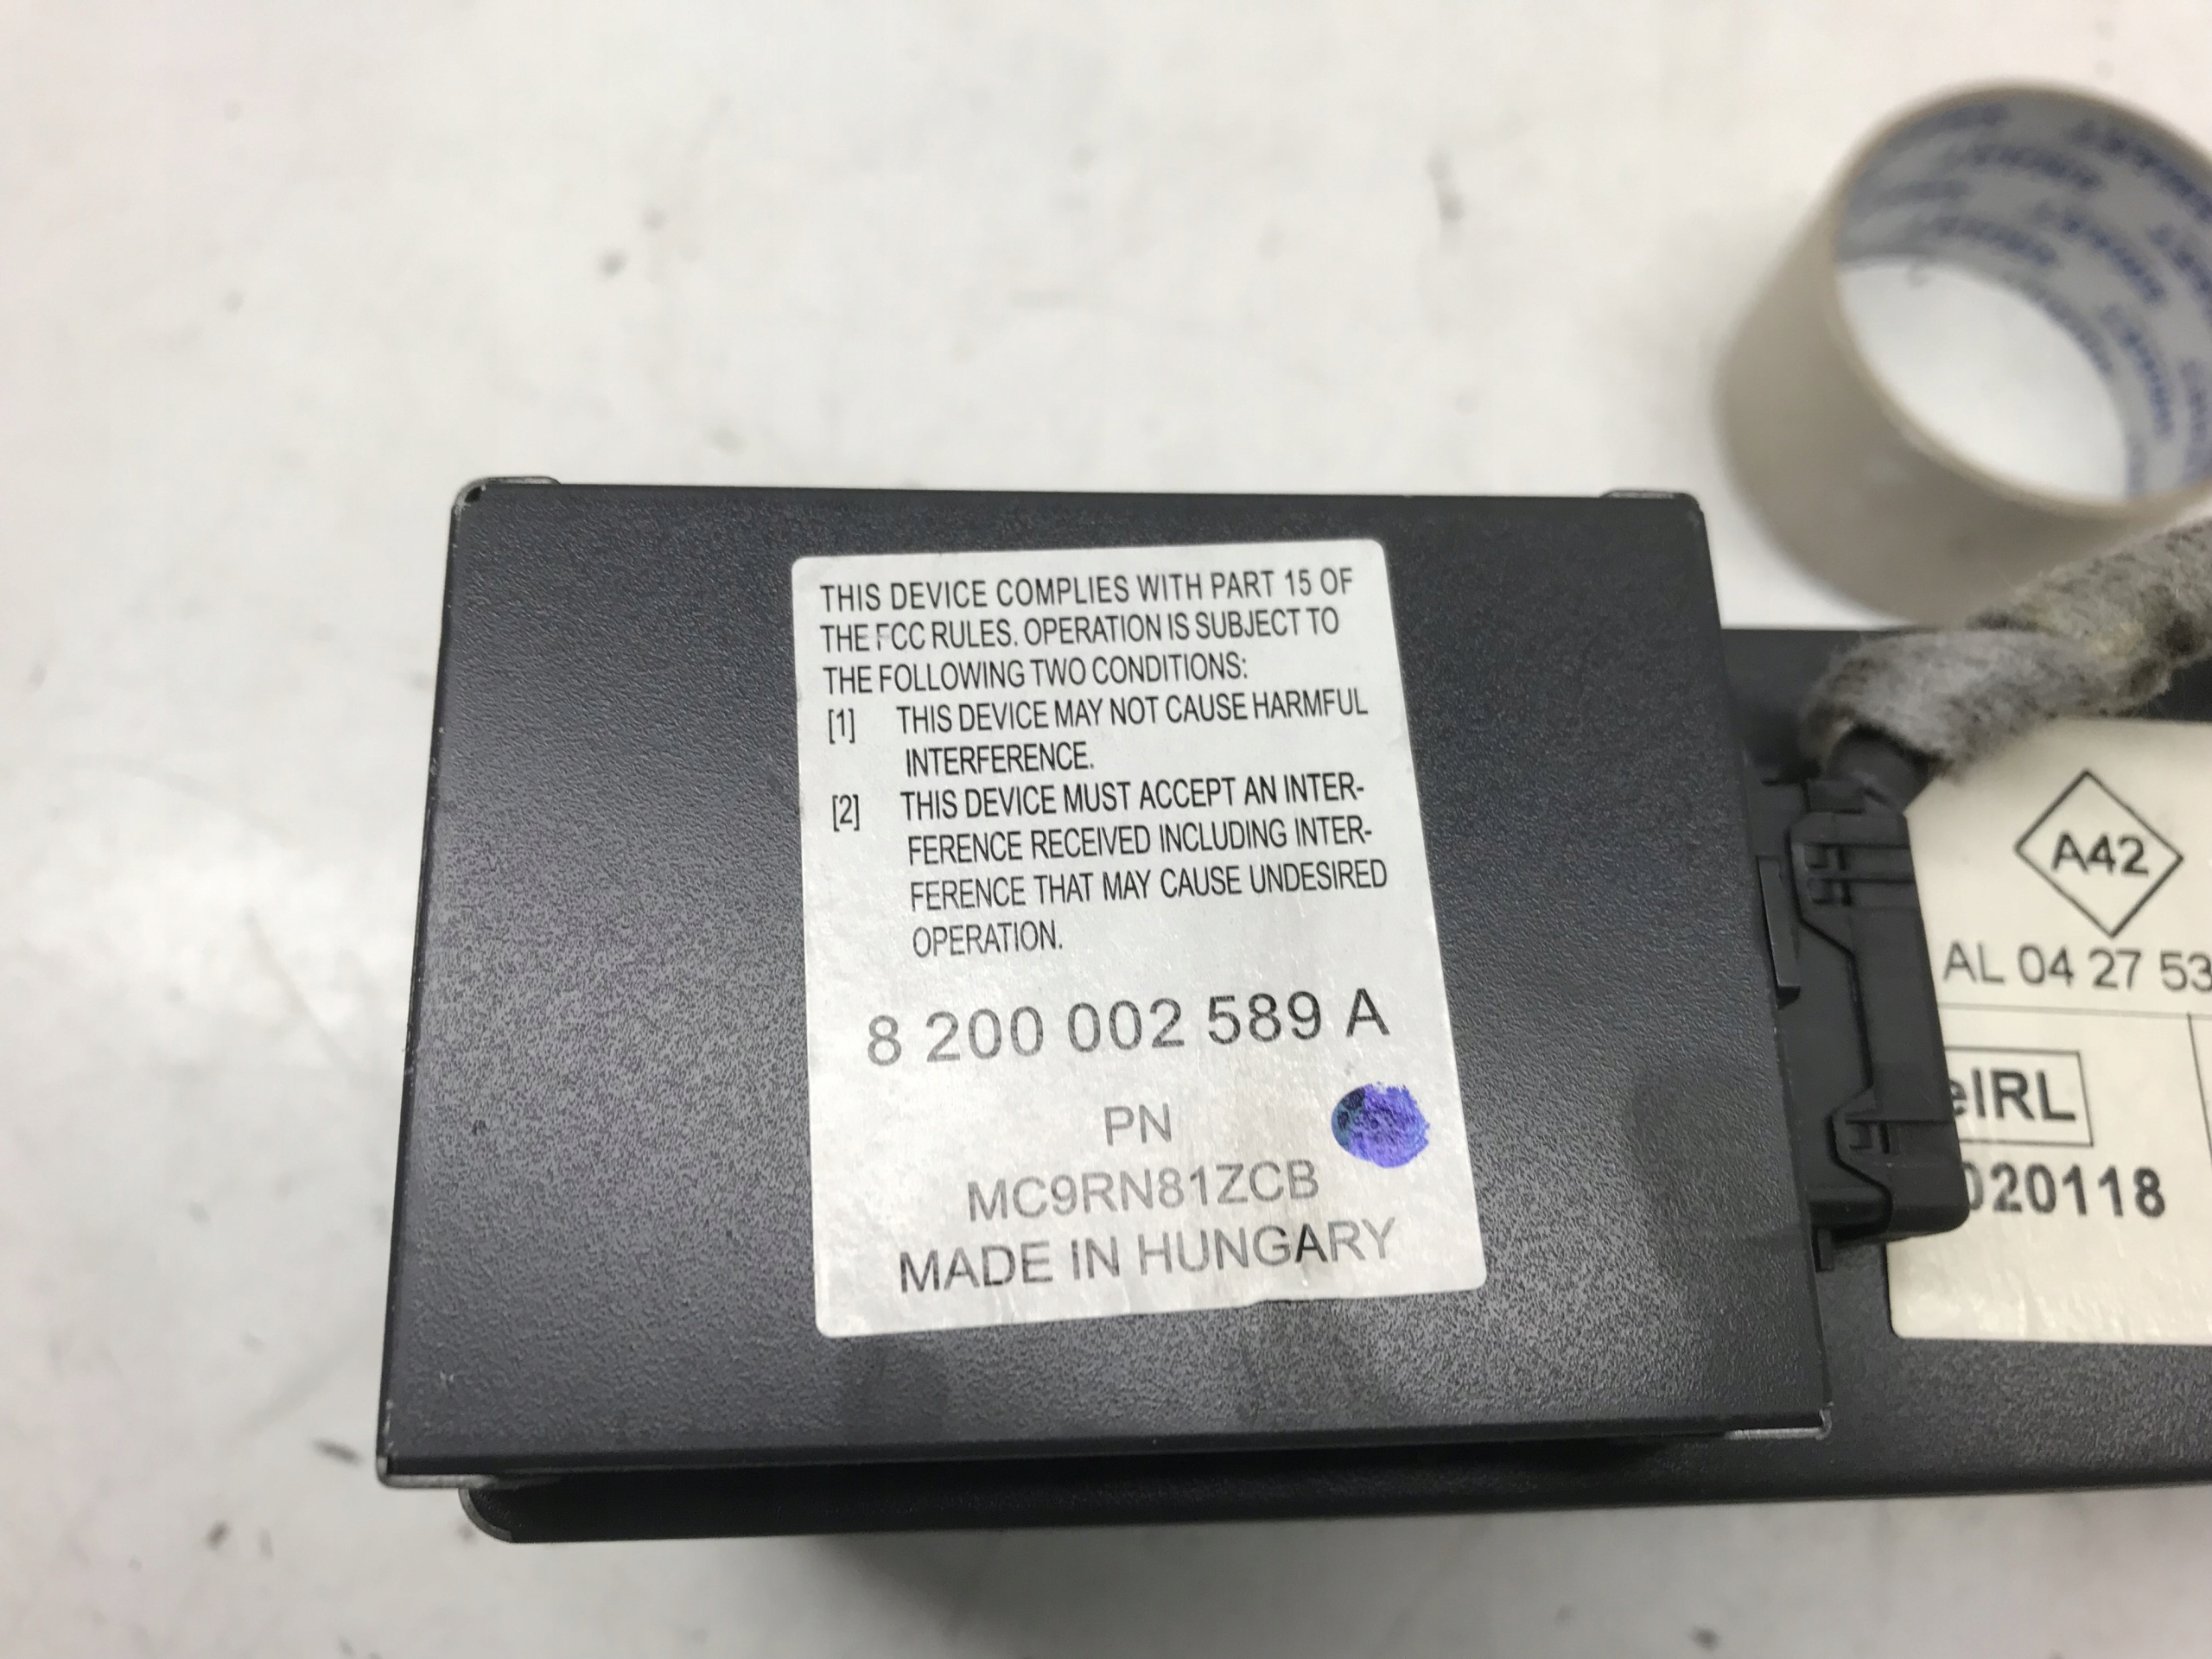 THIS DEVICE COMPLIES WITH PART 15 OF
THE FCC RULES. OPERATION IS SUBJECT TO
THE FOLLOWING TWO CONDITIONS:
[1] THIS DEVICE MAY NOT CAUSE HARMFUL
INTERFERENCE.
[2] THIS DEVICE MUST ACCEPT AN INTER-
FERENCE RECEIVED INCLUDING INTER-
FERENCE THAT MAY CAUSE UNDESIRED
OPERATION.
8 200 002 589 A
PN
MC9RN81ZCB
MADE IN HUNGARY
A42
AL 04 27 53
eIRL
020118